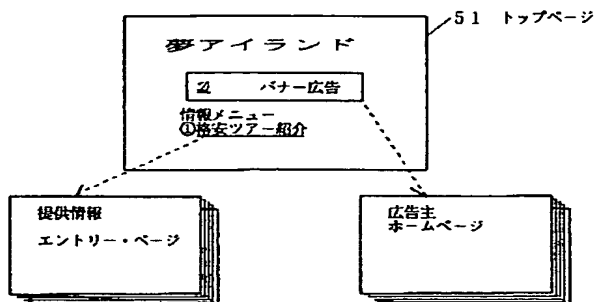 51 トップページ
夢アイランド
バナー広告
情報メニュー
①格安ツアー紹介
提供情報
エントリー・ページ
広告主
ホームページ